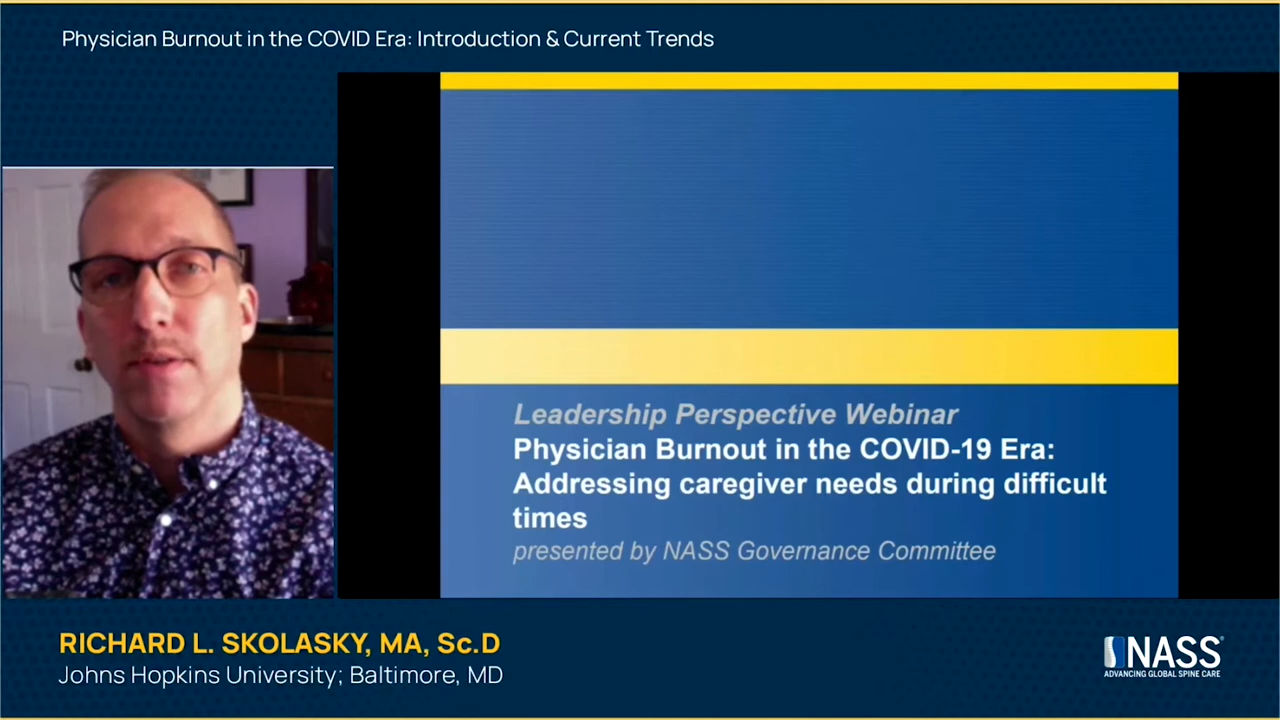 Physician Burnout in the COVID Era: Introduction & Current Trends
Leadership Perspective Webinar
Physician Burnout in the COVID-19 Era:
Addressing caregiver needs during difficult
times
presented by NASS Governance Committee
RICHARD L. SKOLASKY, MA, Sc.D
Johns Hopkins University; Baltimore, MD
NASS®
ADVANCING GLOBAL SPINE CARE